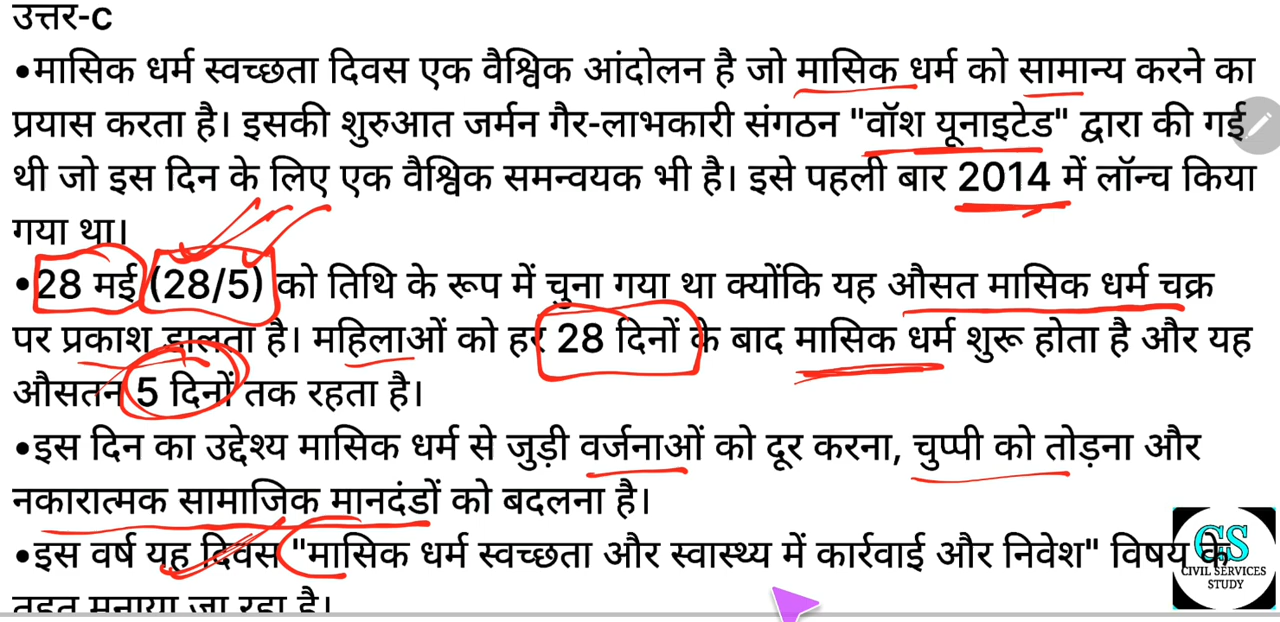 उत्तर-C
•मासिक धर्म स्वच्छता दिवस एक वैश्विक आंदोलन है जो मासिक धर्म को सामान्य करने का
प्रयास करता है। इसकी शुरुआत जर्मन गैर-लाभकारी संगठन "वॉश यूनाइटेड" द्वारा की गई
थी जो इस दिन के लिए एक वैश्विक समन्वयक भी है। इसे पहली बार 2014 में लॉन्च किया
गया था।
•28 मई (28/5) को तिथि के रूप में चुना गया था क्योंकि यह औसत मासिक धर्म चक्र
पर प्रकाश डालता है। महिलाओं को हर 28 दिनों के बाद मासिक धर्म शुरू होता है और यह
औसतन 5 दिनों तक रहता है।
•इस दिन का उद्देश्य मासिक धर्म से जुड़ी वर्जनाओं को दूर करना, चुप्पी को तोड़ना और
नकारात्मक सामाजिक मानदंडों को बदलना है।
•इस वर्ष यह दिवस "मासिक धर्म स्वच्छता और स्वास्थ्य में कार्रवाई और निवेश" विषय के
तहत मनाया जा रहा है।
CS
CIVIL SERVICES
STUDY